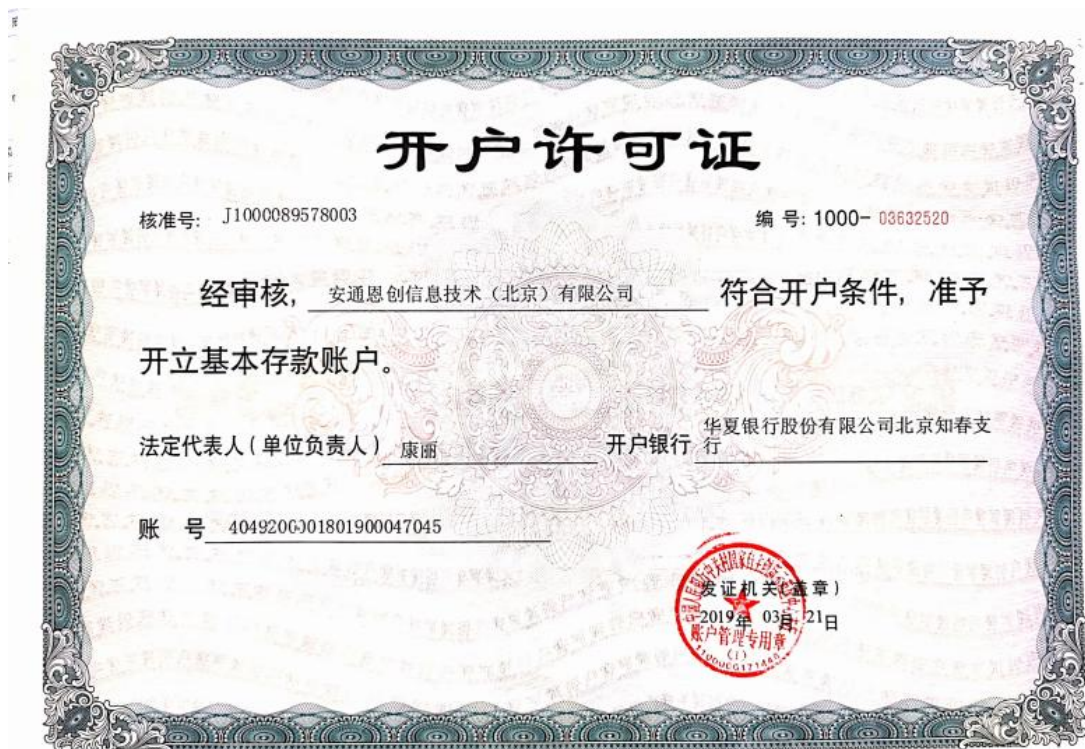 开户许可证
核准号: J1000089578003 编 号: 1000- 03632520
经审核, 安通恩创信息技术（北京）有限公司 符合开户条件, 准予
开立基本存款账户。
法定代表人(单位负责人) 康丽 开户银行 华夏银行股份有限公司北京知春支行
账 号 4049200001801900047045
发证机关(盖章)
2019年 03月 21日
账户管理专用章
(1)